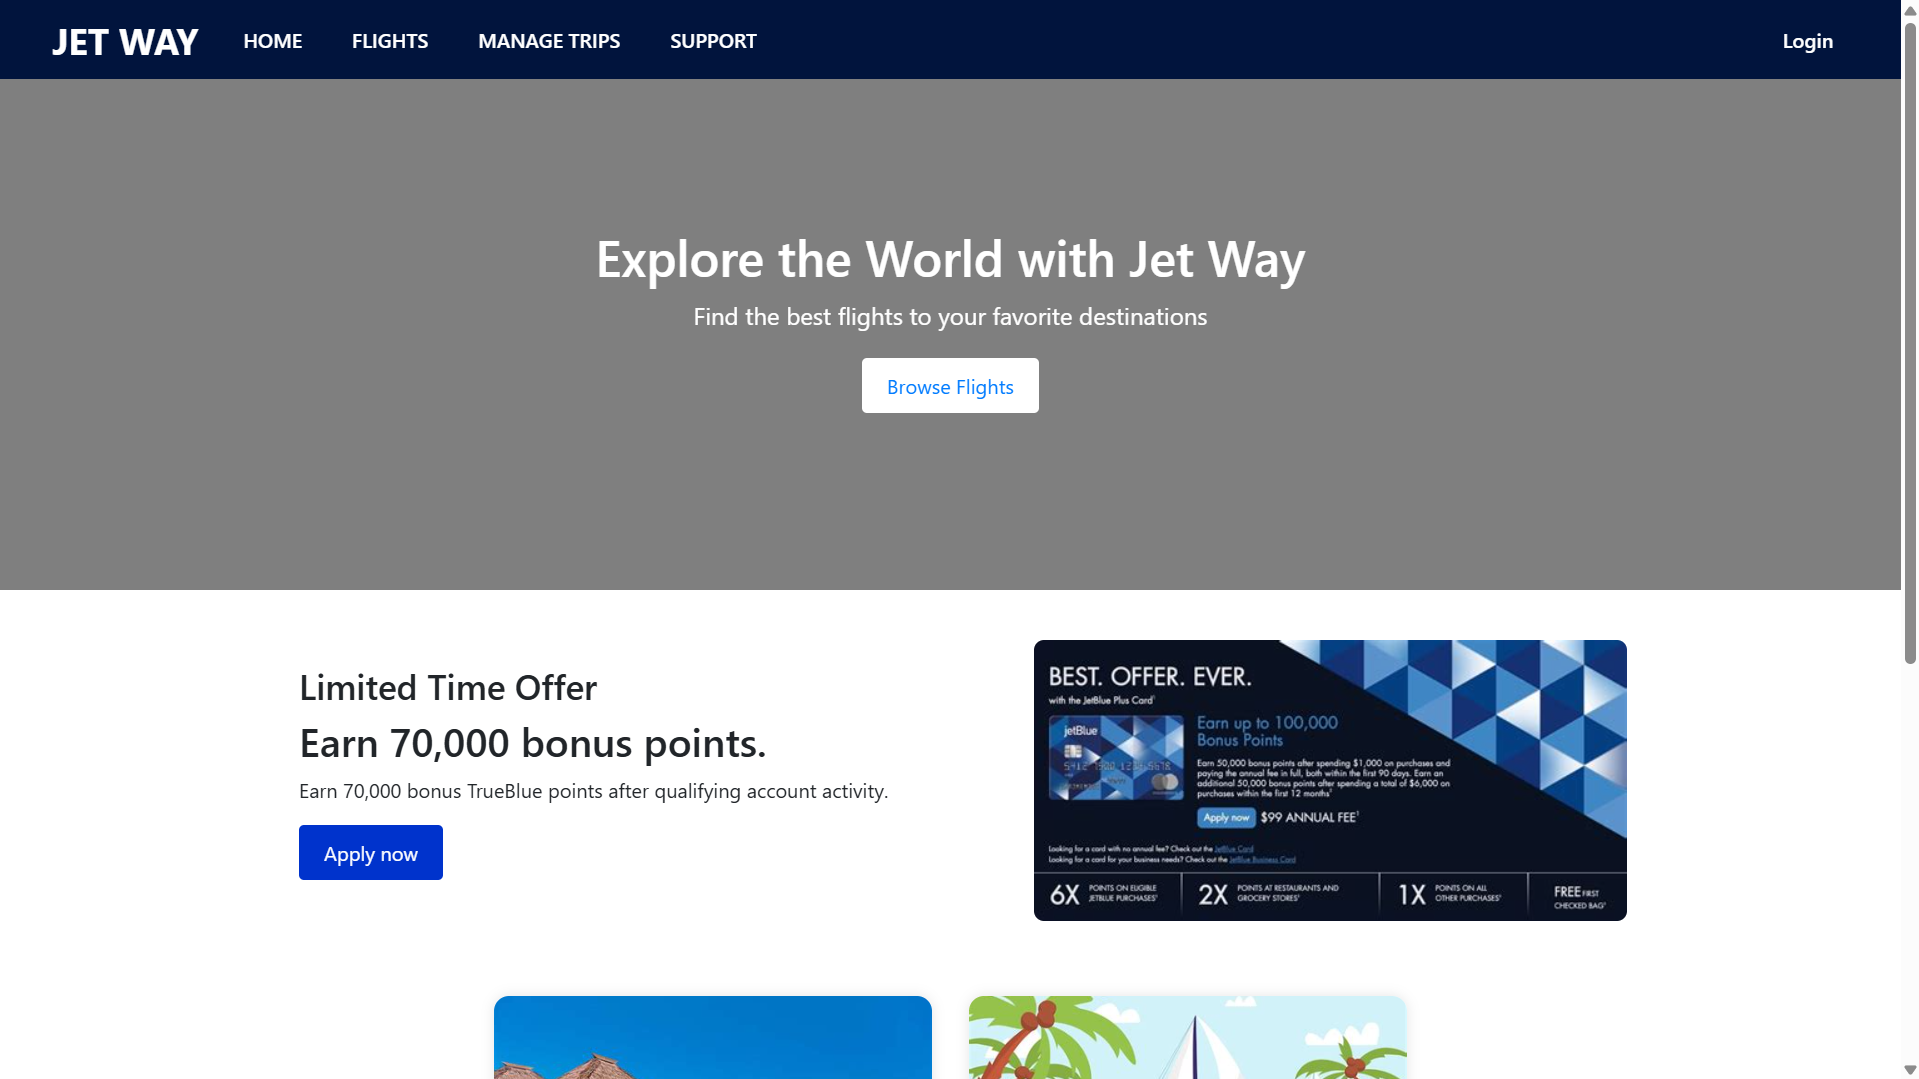 JET WAY
HOME
FLIGHTS
MANAGE TRIPS
SUPPORT
Login
Explore the World with Jet Way
Find the best flights to your favorite destinations
Browse Flights
Limited Time Offer
Earn 70,000 bonus points.
Earn 70,000 bonus TrueBlue points after qualifying account activity.
Apply now
BEST. OFFER. EVER.
with the JetBlue Plus Card¹
jetBlue
Earn up to 100,000
Bonus Points
Earn 50,000 bonus points after spending $1,000 on purchases and
paying the annual fee in full, both within the first 90 days. Earn an
additional 50,000 bonus points after spending a total of $6,000 on
purchases within the first 12 months¹
Apply now $99 ANNUAL FEE¹
Looking for a card with no annual fee? Check out the JetBlue Card
Looking for a card for your business needs? Check out the JetBlue Business Card
6X POINTS ON ELIGIBLE
JETBLUE PURCHASES
2X POINTS AT RESTAURANTS AND
GROCERY STORES
1X POINTS ON ALL
OTHER PURCHASES
FREE FIRST
CHECKED BAG